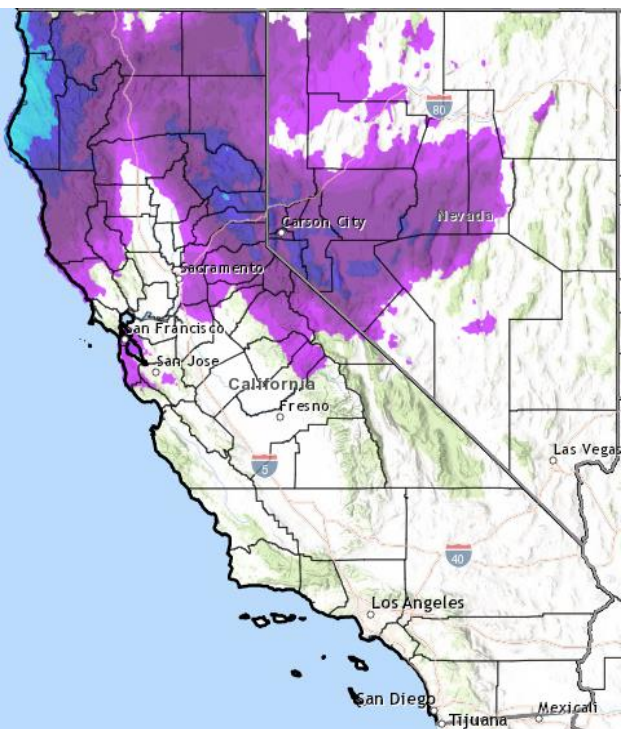 80
Carson City
Nevada
Sacramento
San Francisco
San Jose
California
Fresno
5
Las Vegas
40
Los Angeles
San Diego
Mexicali
Tijuana